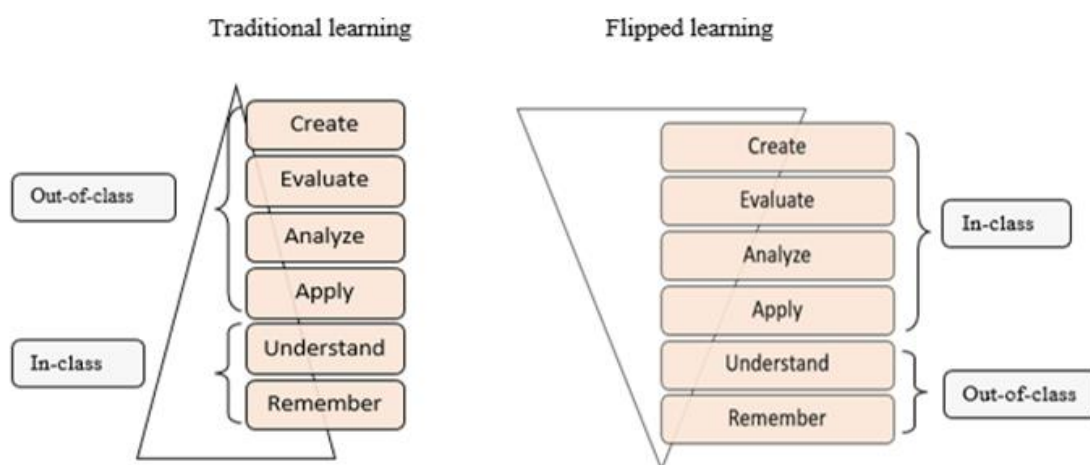 Traditional learning
Flipped learning
Create
Evaluate
Analyze
Apply
Understand
Remember
Out-of-class
In-class
Create
Evaluate
Analyze
Apply
Understand
Remember
In-class
Out-of-class